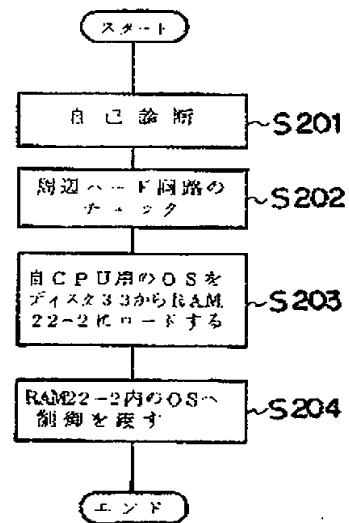 スタート
自己診断
S201
周辺ハード回路の
チェック
S202
自CPU用のOSを
ディスク33からRAM
22-2にロードする
S203
RAM22-2内のOSへ
制御を渡す
S204
エンド